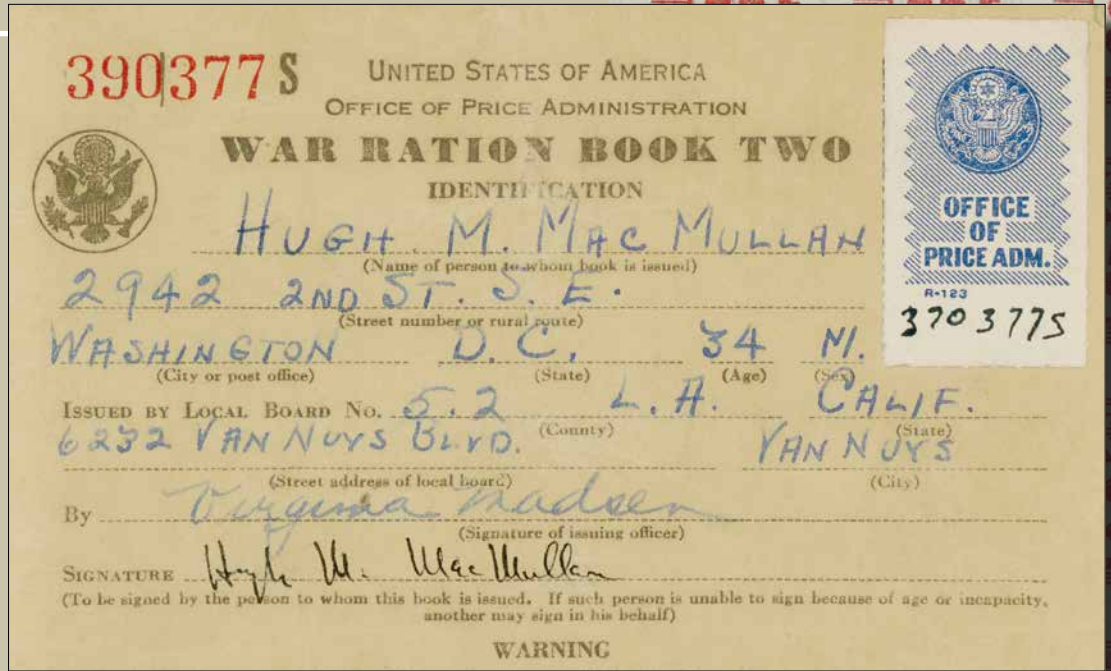 390377 S
UNITED STATES OF AMERICA
OFFICE OF PRICE ADMINISTRATION
WAR RATION BOOK TWO
IDENTIFICATION
OFFICE
OF
PRICE ADM.
R-123
3703775
HUGH M. MAC MULLAN
(Name of person to whom book is issued)
2942 2ND ST. S. E.
(Street number or rural route)
WASHINGTON D. C. 34 M.
(City or post office) (State) (Age) (Sex)
ISSUED BY LOCAL BOARD NO. 5.2 L. A. CALIF.
(County) (State)
6232 VAN NUYS BLVD. VAN NUYS
(Street address of local board) (City)
By Virginia Madsen
(Signature of issuing officer)
SIGNATURE Hugh M. MacMullan
(To be signed by the person to whom this book is issued. If such person is unable to sign because of age or incapacity,
another may sign in his behalf)
WARNING